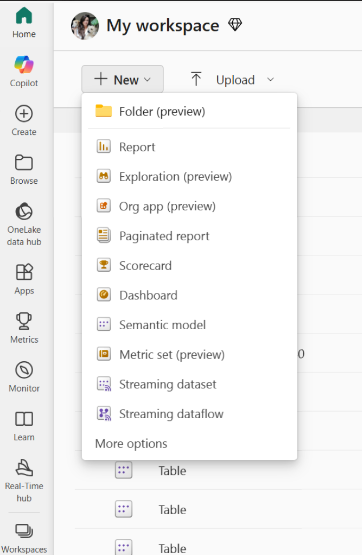 Home
My workspace
Copilot
New
Upload
Folder (preview)
Create
Report
Browse
Exploration (preview)
Org app (preview)
OneLake
data hub
Paginated report
Scorecard
Apps
Dashboard
Semantic model
Metrics
Metric set (preview)
0
Monitor
Streaming dataset
Streaming dataflow
Learn
More options
Real-Time
hub
Table
Table
Workspaces
Table